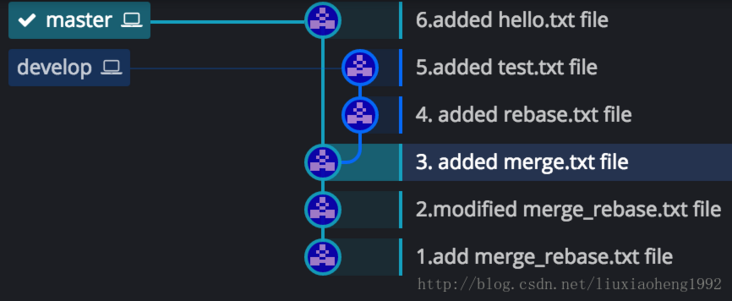 master
6.added hello.txt file
develop
5.added test.txt file
4. added rebase.txt file
3. added merge.txt file
2.modified merge_rebase.txt file
1.add merge_rebase.txt file
http://blog.csdn.net/liuxiaoheng1992